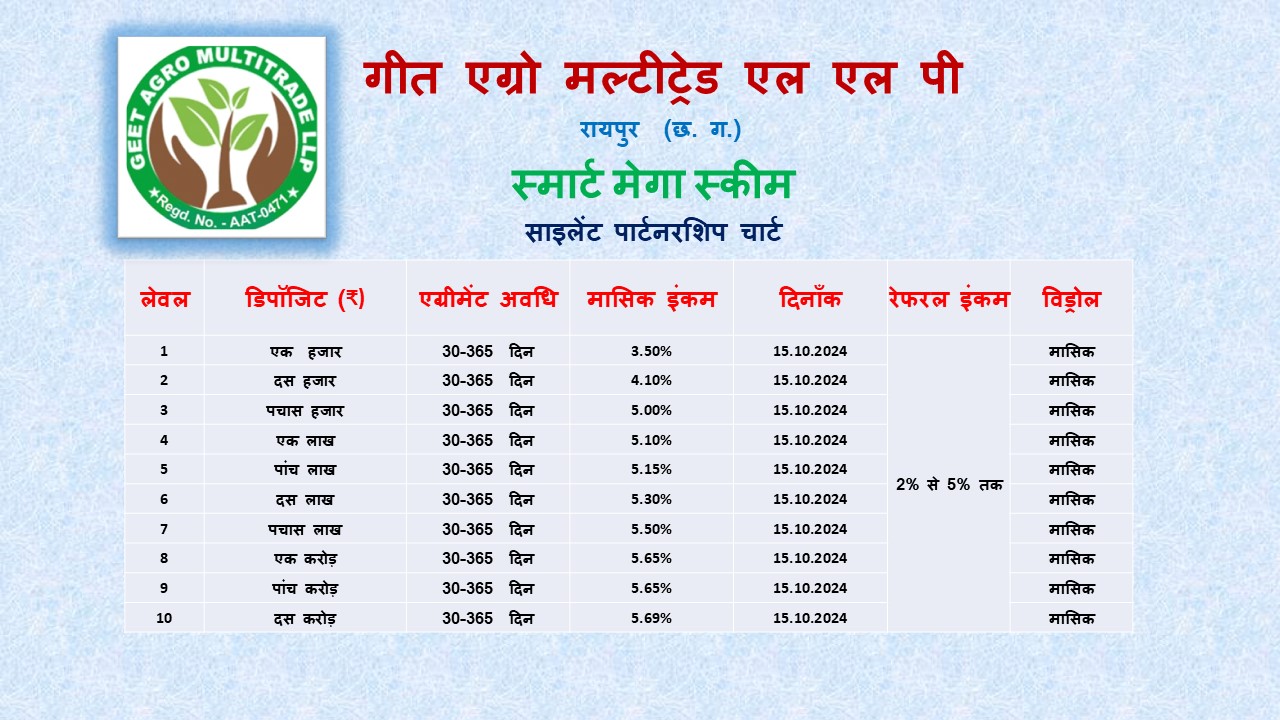 GEET AGRO MULTITRADE LLP
★Regd. No. - AAT-0471★
गीत एग्रो मल्टीट्रेड एल एल पी
रायपुर (छ. ग.)
स्मार्ट मेगा स्कीम
साइलेंट पार्टनरशिप चार्ट
लेवल डिपॉजिट (₹) एग्रीमेंट अवधि मासिक इंकम दिनाँक रेफरल इंकम विड्रोल
1 एक हजार 30-365 दिन 3.50% 15.10.2024 मासिक
2 दस हजार 30-365 दिन 4.10% 15.10.2024 मासिक
3 पचास हजार 30-365 दिन 5.00% 15.10.2024 मासिक
4 एक लाख 30-365 दिन 5.10% 15.10.2024 मासिक
5 पांच लाख 30-365 दिन 5.15% 15.10.2024 मासिक
2% से 5% तक
6 दस लाख 30-365 दिन 5.30% 15.10.2024 मासिक
7 पचास लाख 30-365 दिन 5.50% 15.10.2024 मासिक
8 एक करोड़ 30-365 दिन 5.65% 15.10.2024 मासिक
9 पांच करोड़ 30-365 दिन 5.65% 15.10.2024 मासिक
10 दस करोड़ 30-365 दिन 5.69% 15.10.2024 मासिक